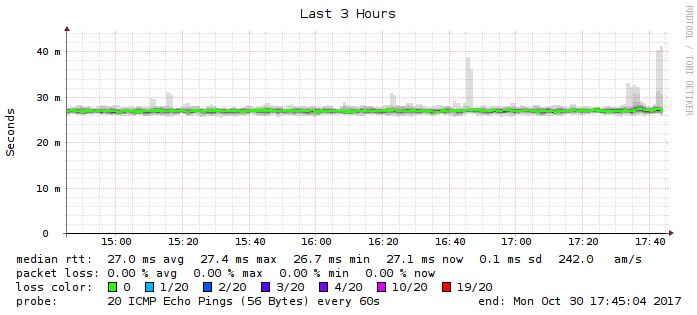 Last 3 Hours
RRDTOOL / TOBI OETIKER
Seconds
40 m
30 m
20 m
10 m
0
15:00 15:20 15:40 16:00 16:20 16:40 17:00 17:20 17:40
median rtt: 27.0 ms avg 27.4 ms max 26.7 ms min 27.1 ms now 0.1 ms sd 242.0 am/s
packet loss: 0.00 % avg 0.00 % max 0.00 % min 0.00 % now
loss color: 0 1/20 2/20 3/20 4/20 10/20 19/20
probe: 20 ICMP Echo Pings (56 Bytes) every 60s end: Mon Oct 30 17:45:04 2017